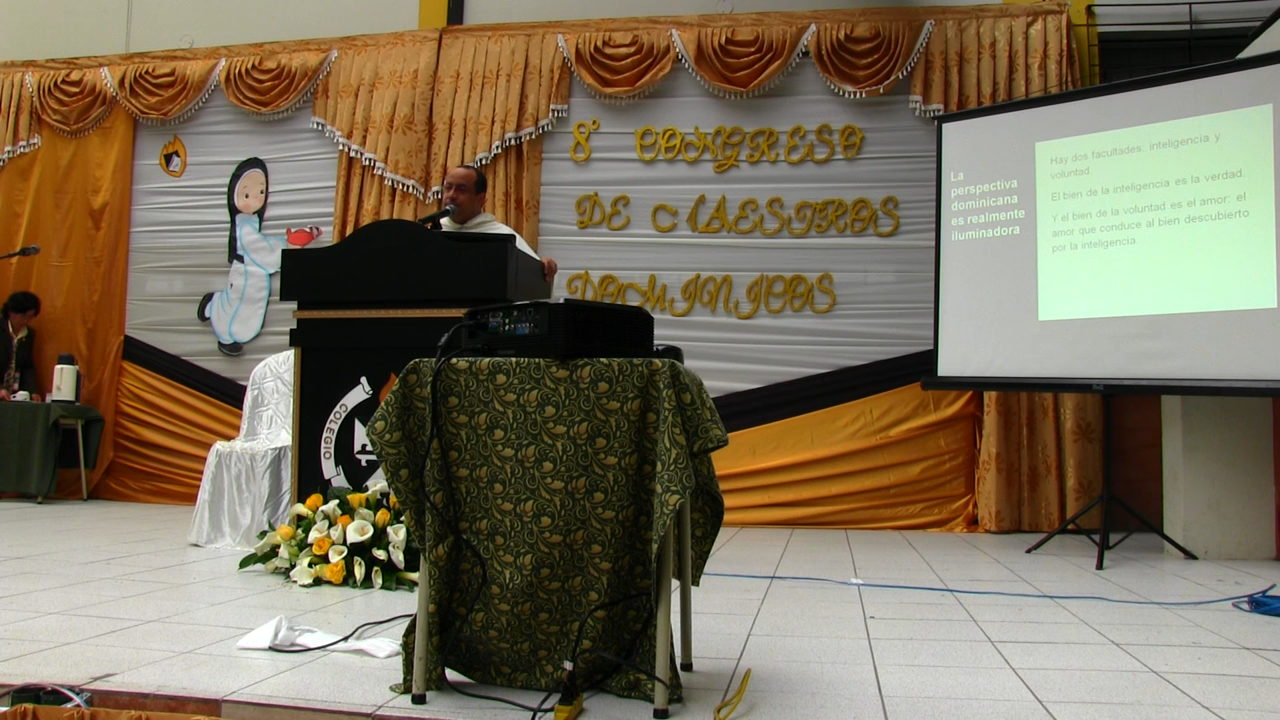 8° CONGRESO
DE MAESTROS
DOMINICOS
La
perspectiva
dominicana
es realmente
iluminadora
Hay dos facultades: inteligencia y
voluntad.
El bien de la inteligencia es la verdad.
Y el bien de la voluntad es el amor: el
amor que conduce al bien descubierto
por la inteligencia.
COLEGIO